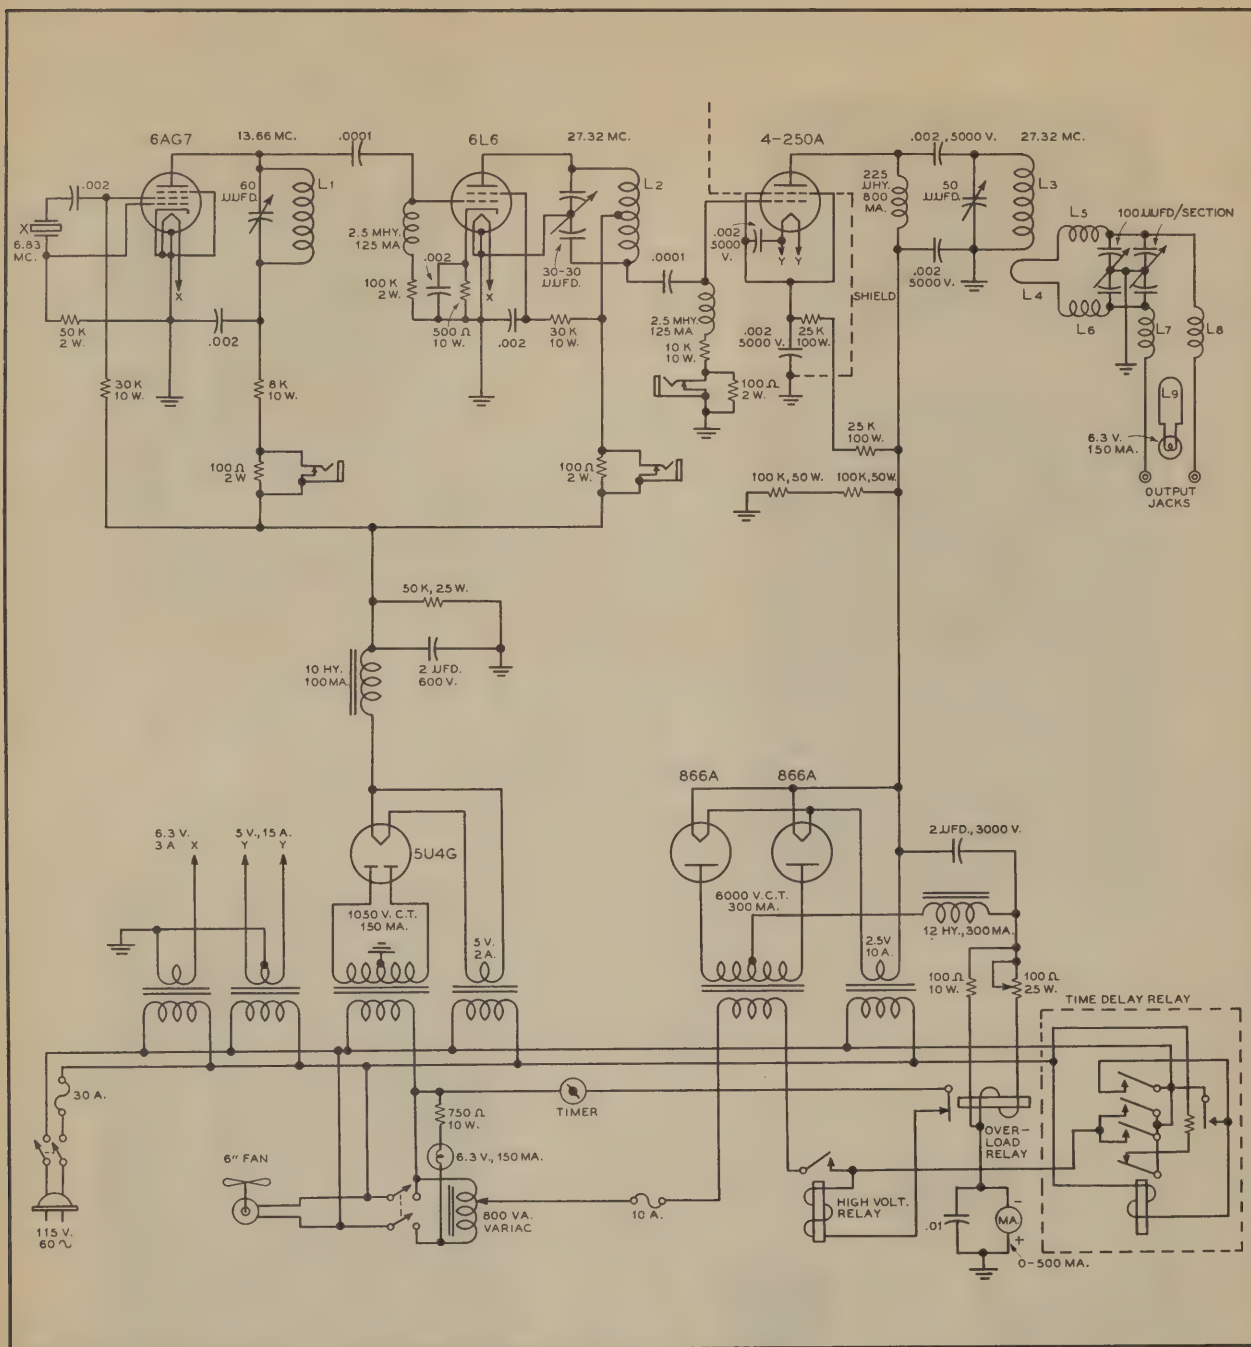 6AG7
13.66 MC.
.0001
6L6
27.32 MC.
4-250A
.002, 5000 V.
27.32 MC.
.002
60
µµFD.
L1
L2
225
µHY.
800
MA.
50
µµFD.
L3
X
6.83
MC.
2.5 MHY.
125 MA
.002
30-30
µµFD.
.0001
.002
5000
V.
Y Y
.002
5000 V.
SHIELD
L5
100 µµFD/SECTION
L4
L6
L7
L8
X
X
100 K
2 W.
500 Ω
10 W.
.002
30 K
10 W.
2.5 MHY.
125 MA
10 K
10 W.
.002
5000 V.
25 K
100 W.
50 K
2 W.
.002
30 K
10 W.
8 K
10 W.
100 Ω
2 W.
L9
6.3 V.
150 MA.
25 K
100 W.
100 Ω
2 W
100 Ω
2 W.
100 K, 50 W.
100 K, 50 W.
OUTPUT
JACKS
50 K, 25 W.
10 HY.
100 MA.
2 µFD.
600 V.
866A
866A
6.3 V.
3 A X
5 V., 15 A.
Y Y
5U4G
2 µFD., 3000 V.
1050 V. C.T.
150 MA.
5 V.
2 A.
6000 V. C.T.
300 MA.
2.5 V
10 A.
12 HY., 300 MA.
100 Ω
10 W.
100 Ω
25 W.
TIME DELAY RELAY
30 A.
750 Ω
10 W.
TIMER
OVER-
LOAD
RELAY
6" FAN
6.3 V., 150 MA.
800 VA.
VARIAC
10 A.
HIGH VOLT.
RELAY
.01
-
MA.
+
0-500 MA.
115 V.
60 ~